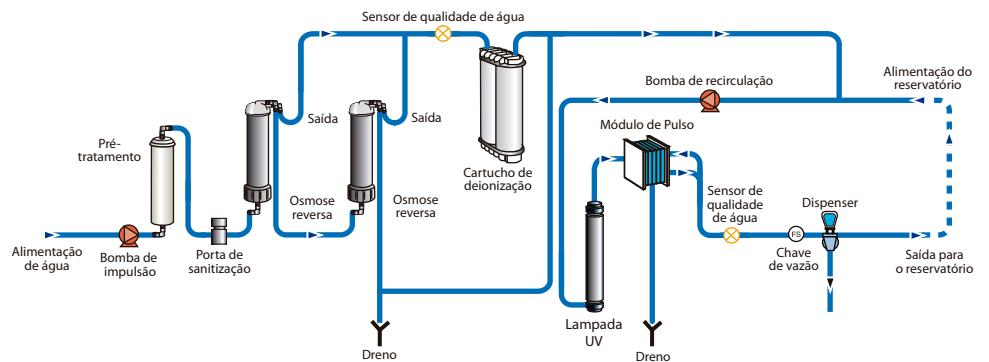 Sensor de qualidade de água
Alimentação do
reservatório
Bomba de recirculação
Saída
Saída
Módulo de Pulso
Pré-
tratamento
Cartucho de
deionização
Sensor de
qualidade
de água
Dispenser
Osmose
reversa
Osmose
reversa
FS
Alimentação
de água
Bomba de
impulsão
Porta de
sanitização
Chave
de vazão
Saída para
o reservatório
Lampada
UV
Dreno
Dreno